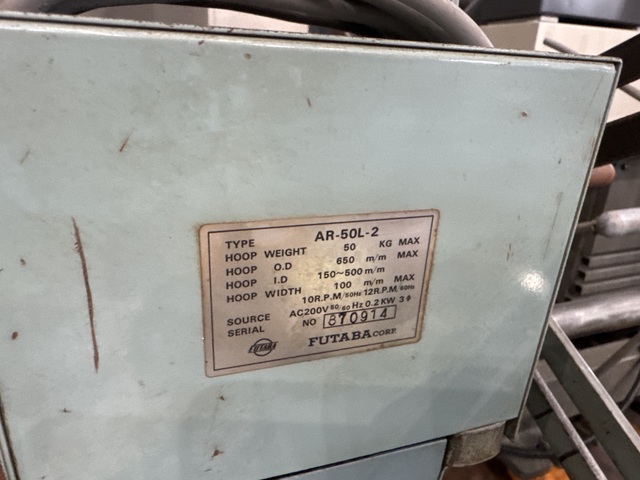 TYPE AR-50L-2
HOOP WEIGHT 50 KG MAX
HOOP O.D 650 m/m MAX
HOOP I.D 150~500 m/m
HOOP WIDTH 100 m/m MAX
10R.P.M/50Hz 12R.P.M/60Hz
SOURCE AC200V 50/60 Hz 0.2 KW 3ϕ
SERIAL NO 870914
FUTABA FUTABA CORP.